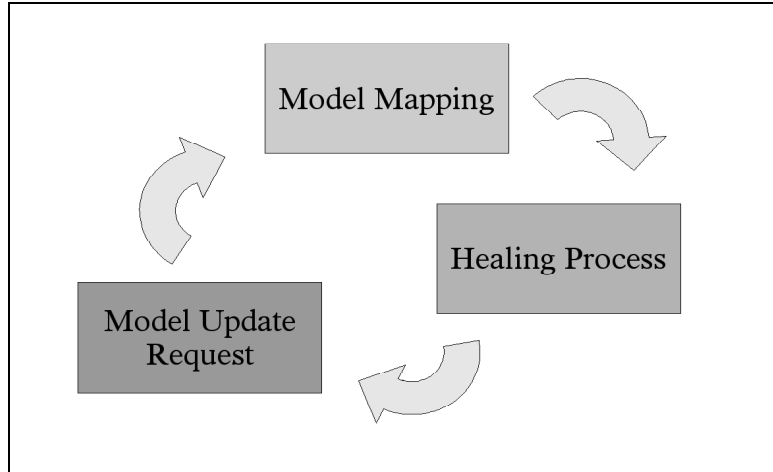 Model Mapping
Healing Process
Model Update
Request